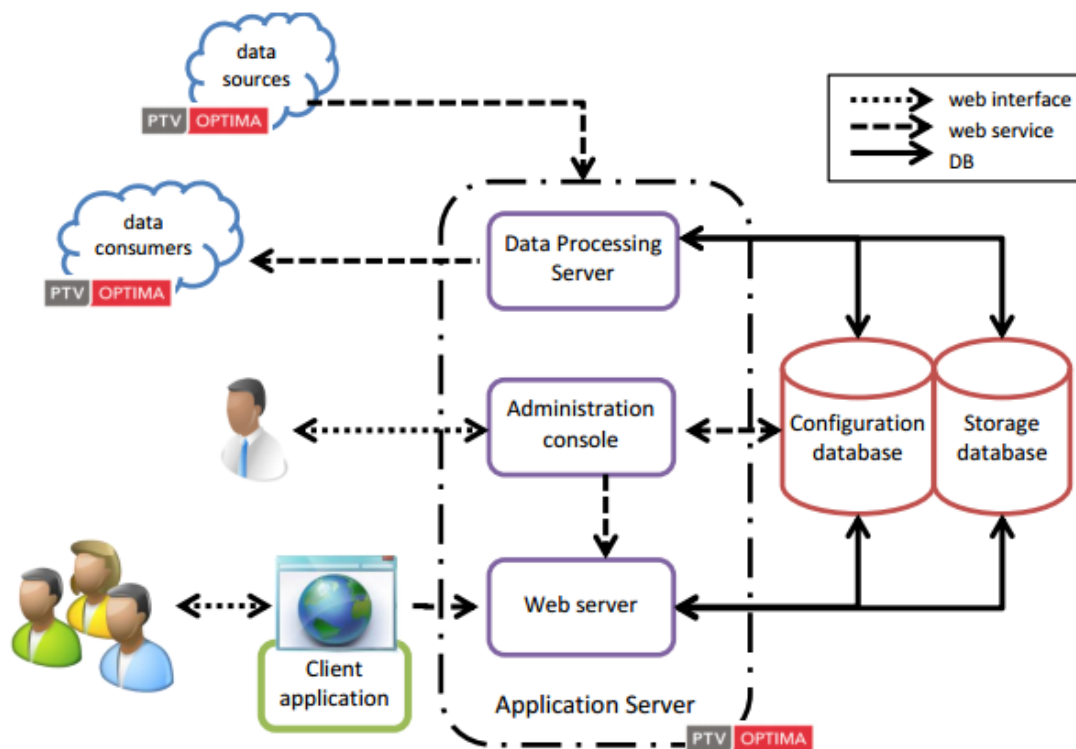 data
sources
PTV OPTIMA
web interface
web service
DB
data
consumers
PTV OPTIMA
Data Processing
Server
Administration
console
Configuration
database
Storage
database
Web server
Client
application
Application Server
PTV OPTIMA